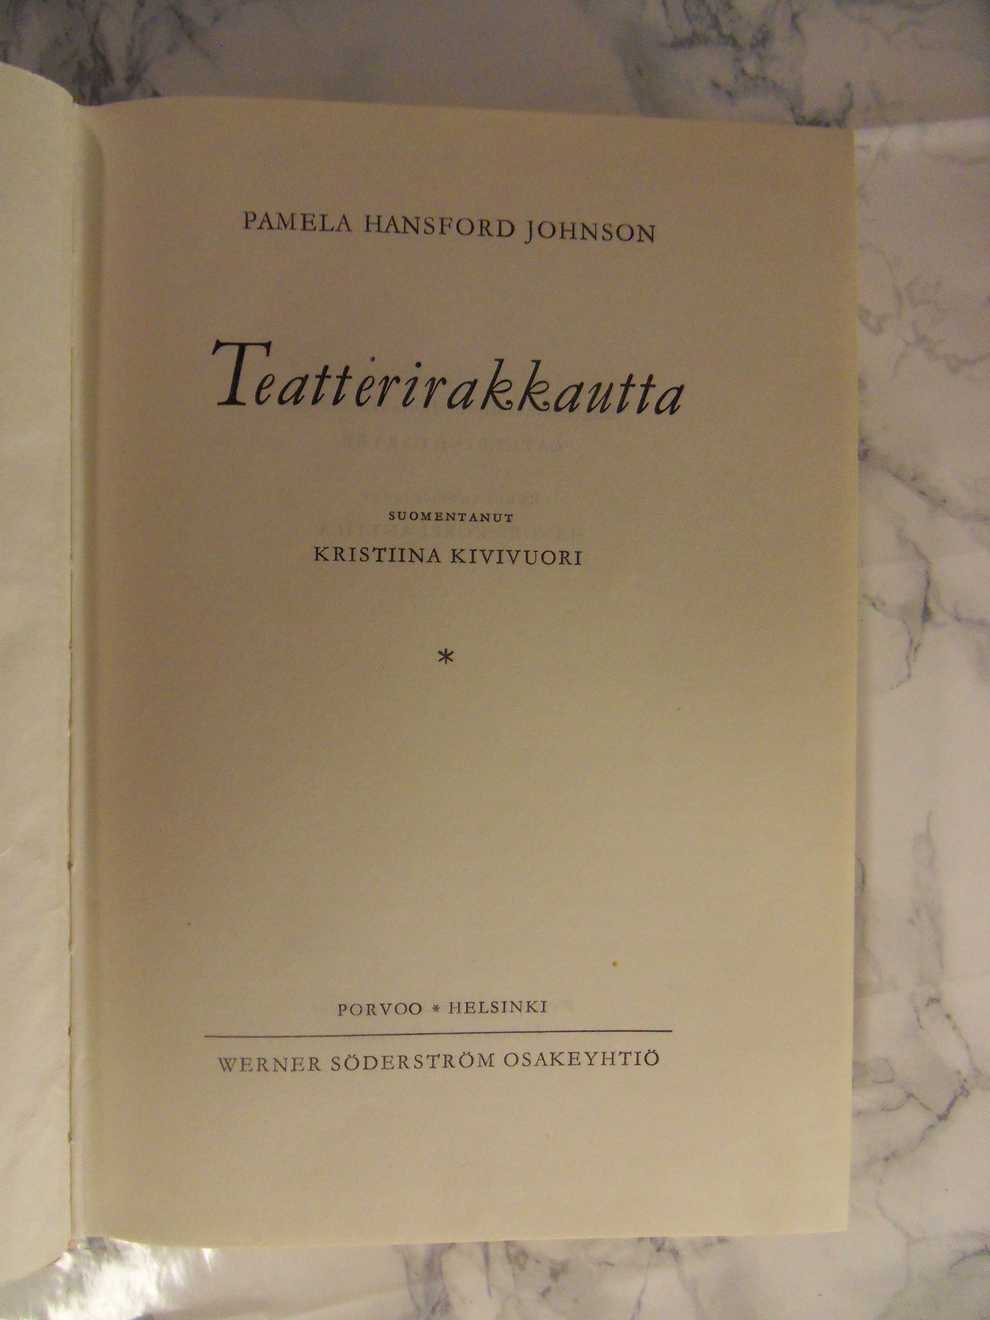 PAMELA HANSFORD JOHNSON
Teatterirakkautta
SUOMENTANUT
KRISTIINA KIVIVUORI
*
PORVOO * HELSINKI
WERNER SÖDERSTRÖM OSAKEYHTIÖ